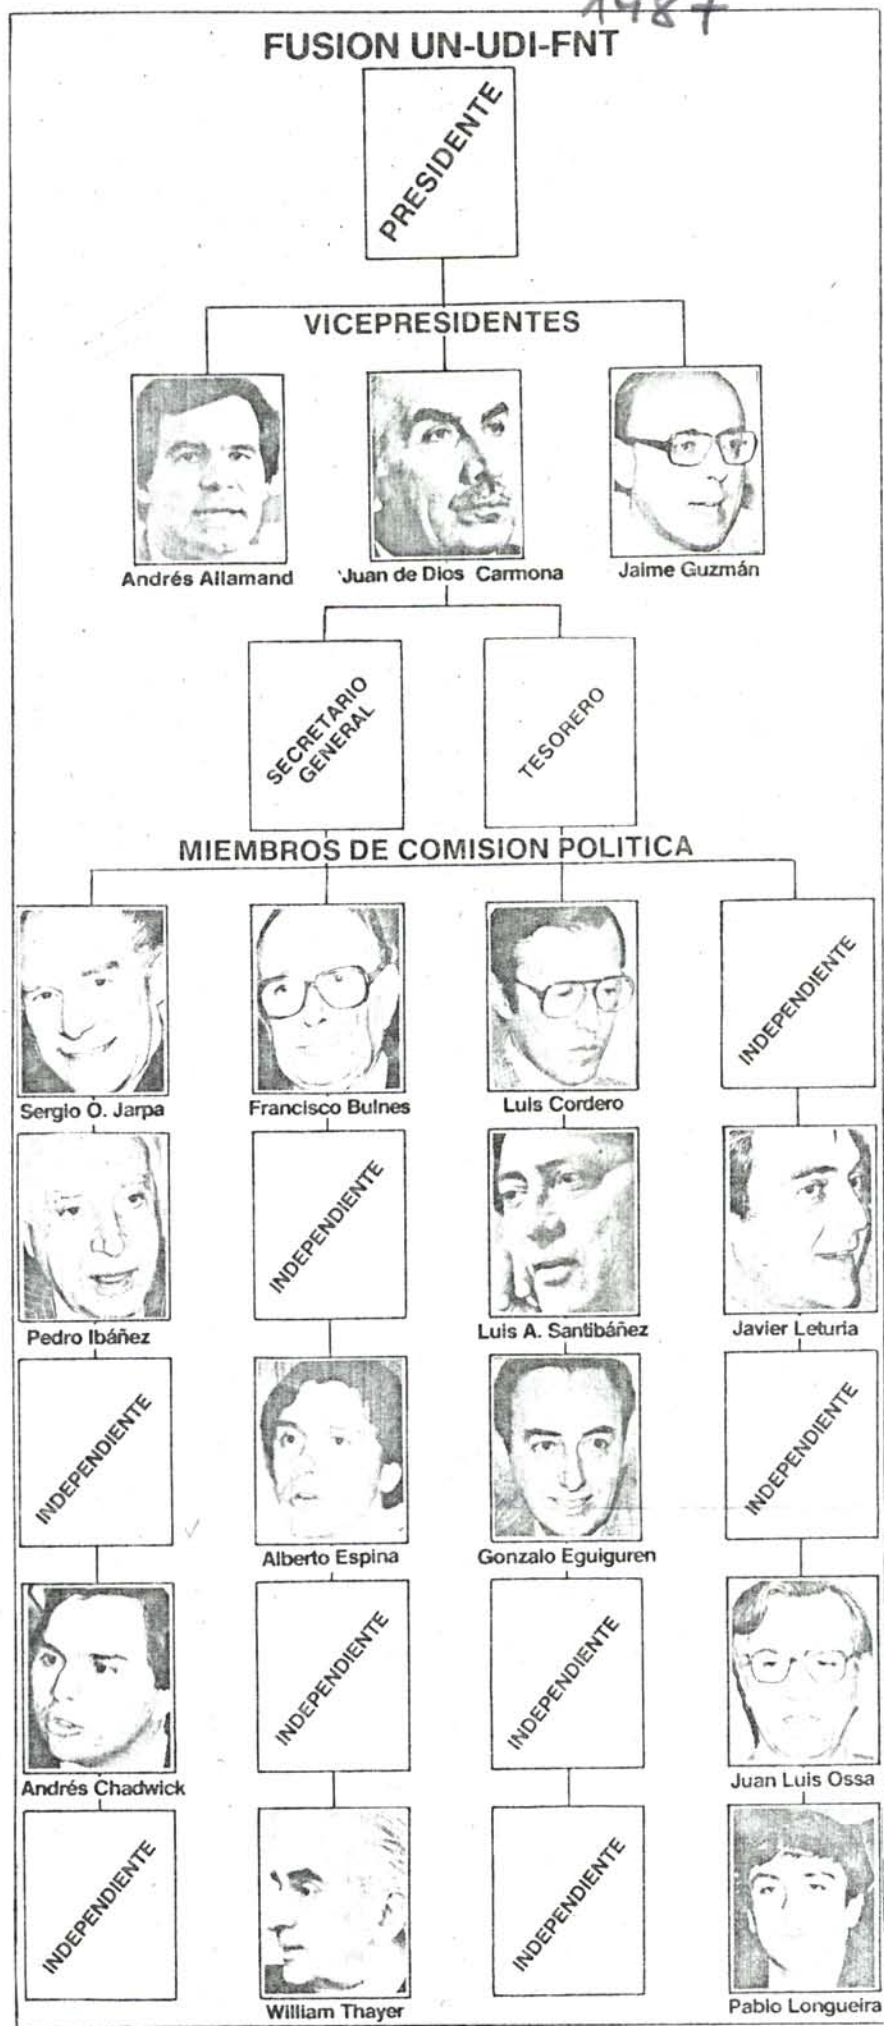 1987
FUSION UN-UDI-FNT
PRESIDENTE
VICEPRESIDENTES
Andrés Allamand
Juan de Dios Carmona
Jaime Guzmán
SECRETARIO
GENERAL
TESORERO
MIEMBROS DE COMISION POLITICA
INDEPENDIENTE
Sergio O. Jarpa
Francisco Bulnes
Luis Cordero
INDEPENDIENTE
Pedro Ibáñez
Luis A. Santibáñez
Javier Leturia
INDEPENDIENTE
INDEPENDIENTE
Alberto Espina
Gonzalo Eguiguren
INDEPENDIENTE
INDEPENDIENTE
Andrés Chadwick
Juan Luis Ossa
INDEPENDIENTE
INDEPENDIENTE
William Thayer
Pablo Longueira